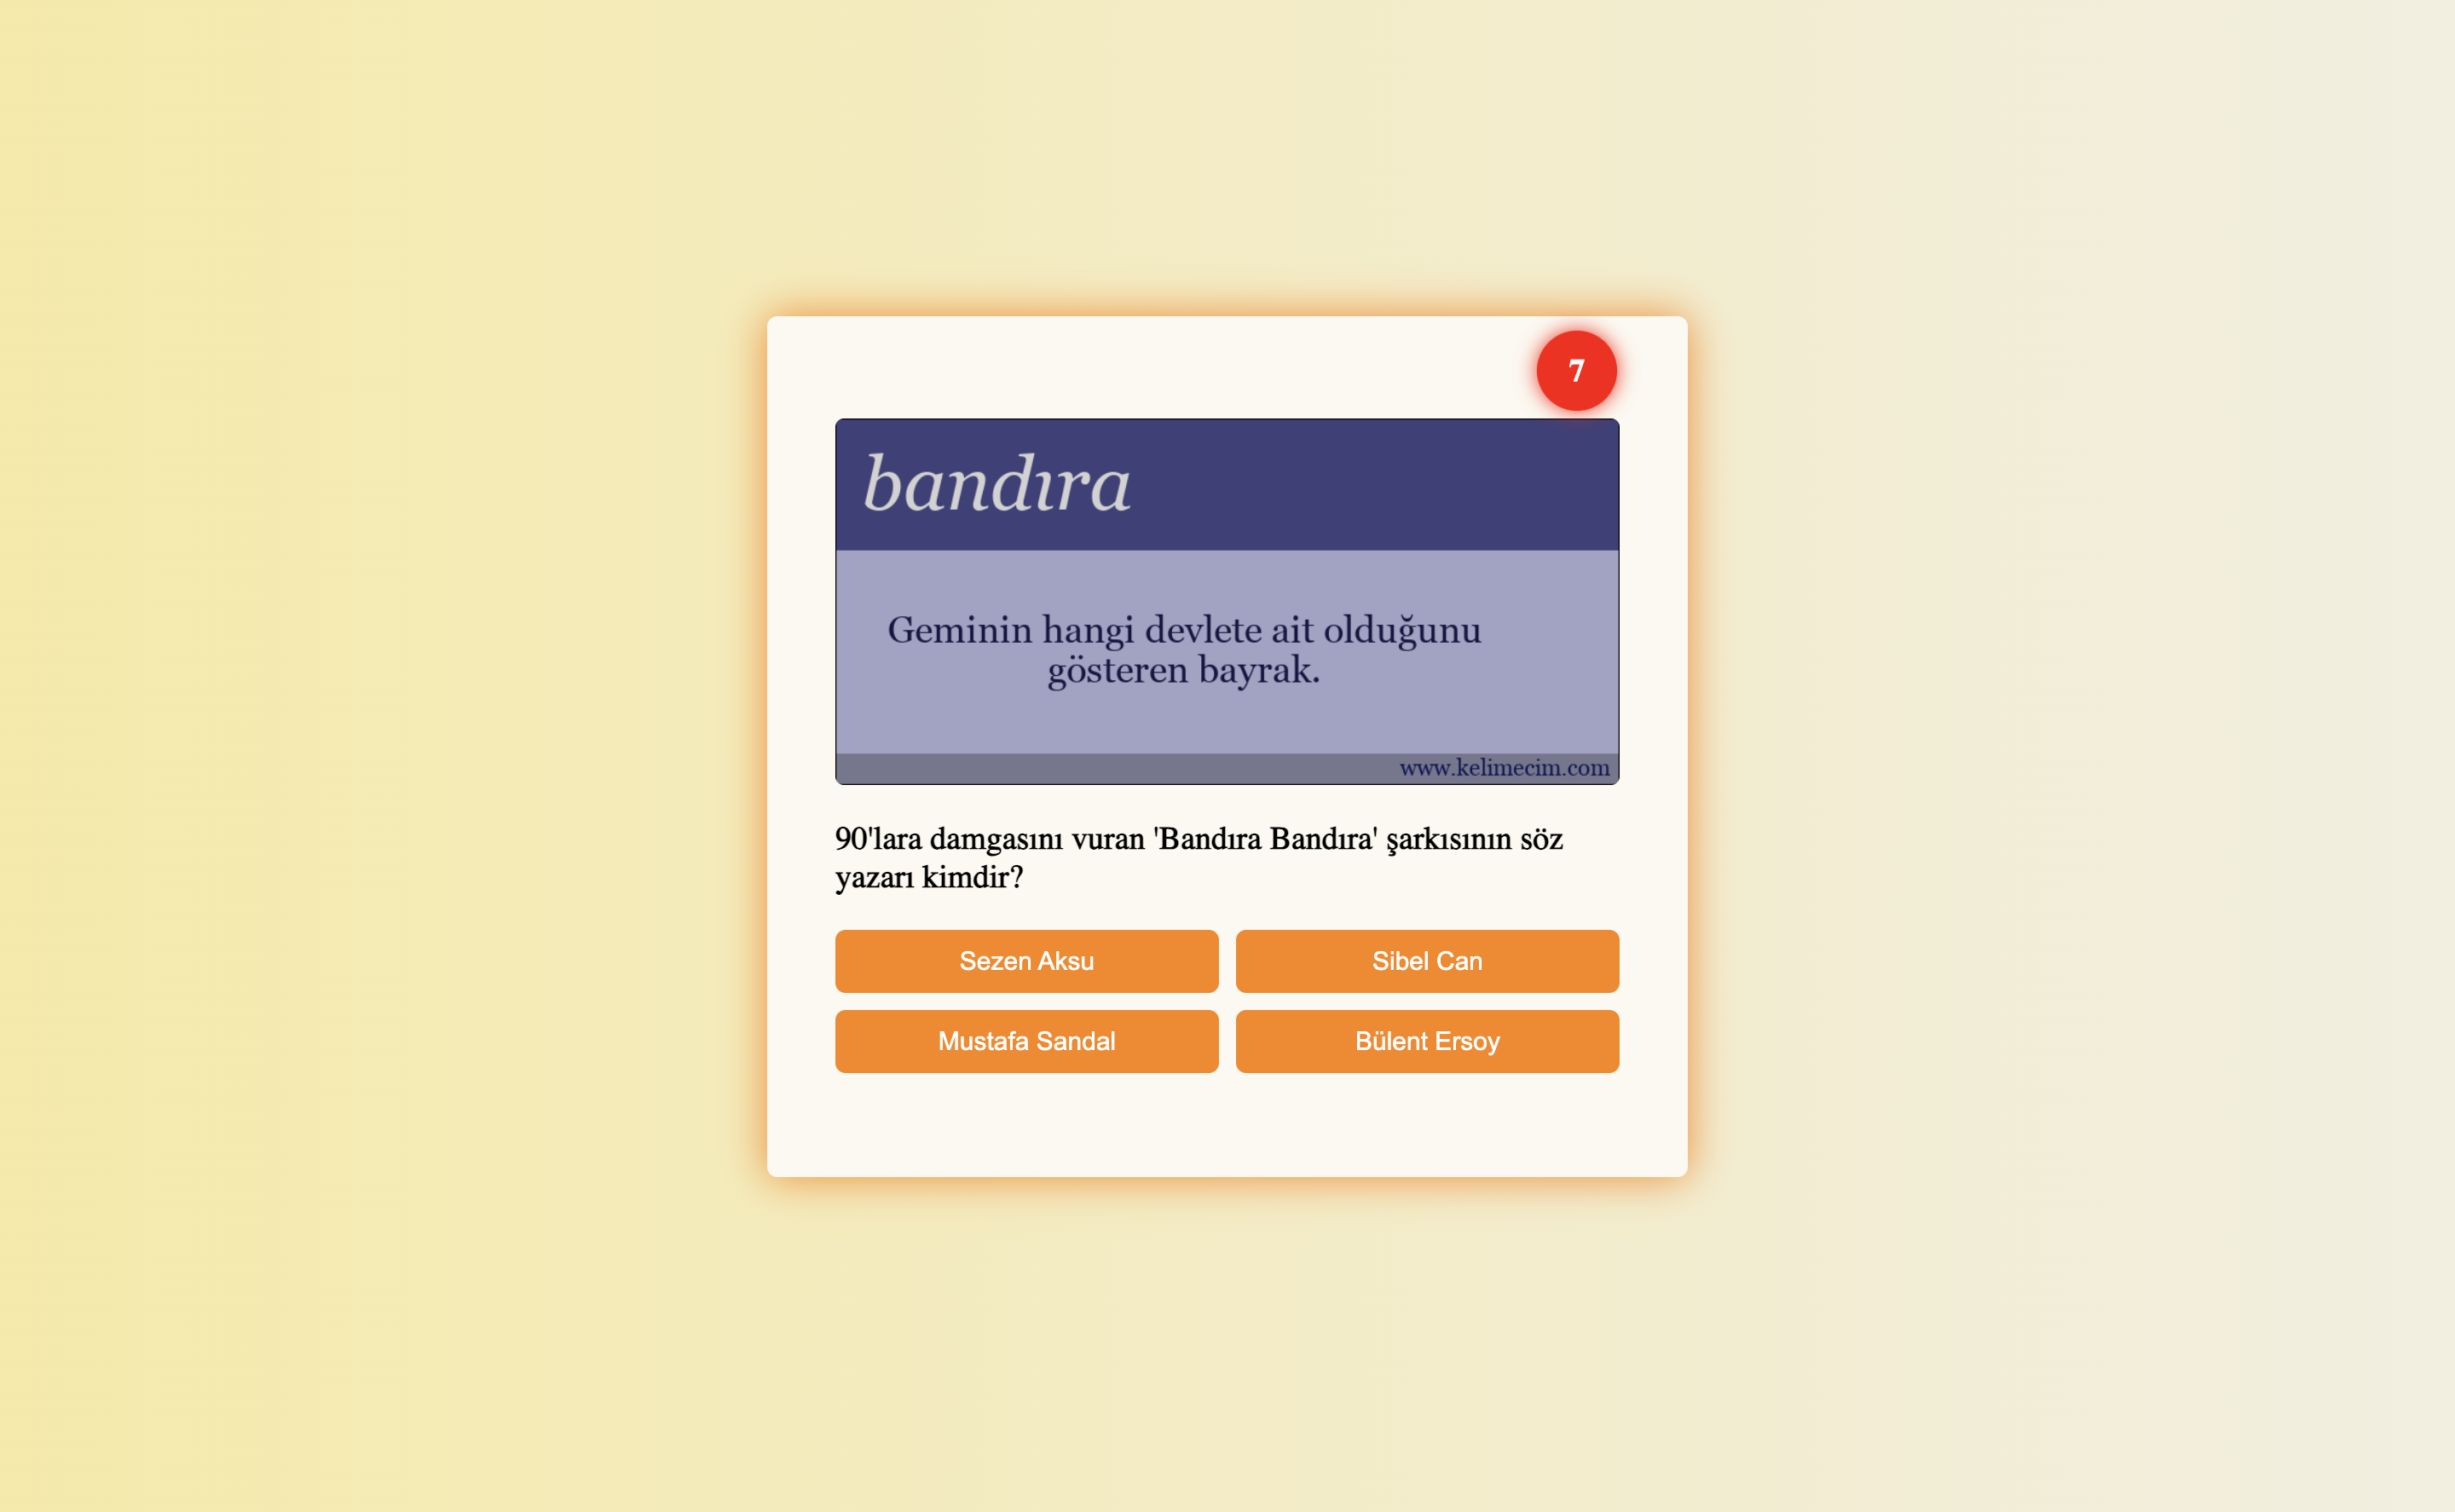 7
bandıra
Geminin hangi devlete ait olduğunu
gösteren bayrak.
www.kelimecim.com
90'lara damgasını vuran 'Bandıra Bandıra' şarkısının söz
yazarı kimdir?
Sezen Aksu
Sibel Can
Mustafa Sandal
Bülent Ersoy